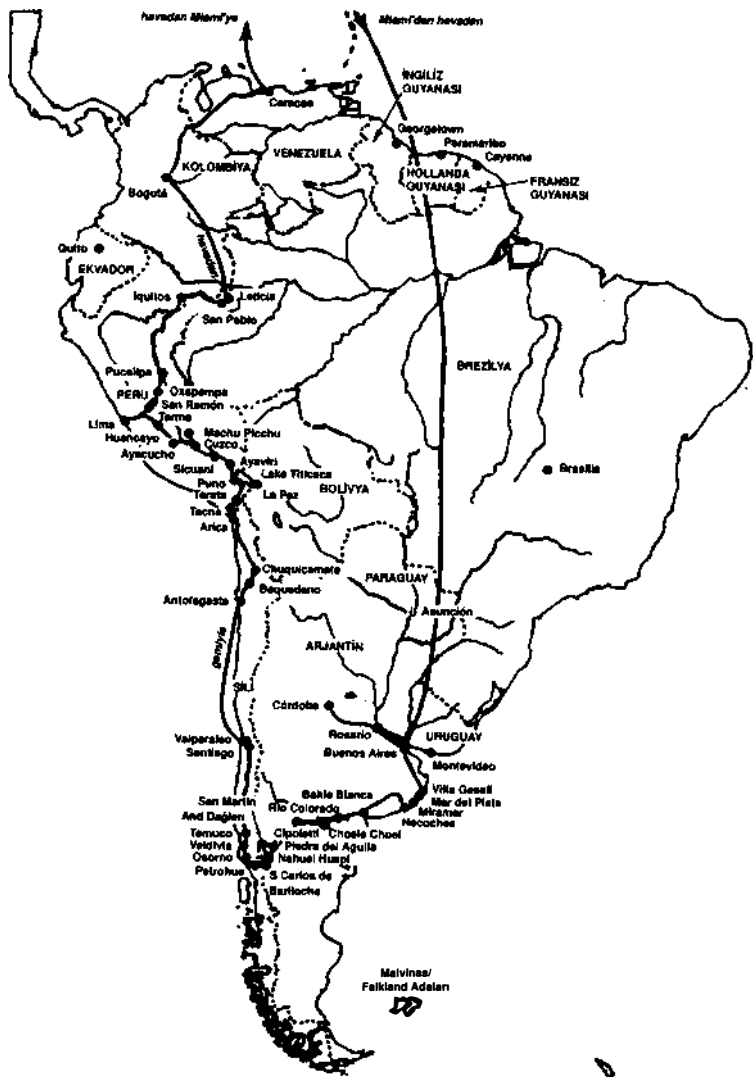 havadan Miami'ye
Miami'dan havadan
İNGİLİZ
GUYANASI
Caracas
Georgetown
Paramaribo
Cayenne
VENEZUELA
KOLOMBİYA
HOLLANDA
GUYANASI
FRANSIZ
GUYANASI
Bogotá
havadan
Quito
EKVADOR
Iquitos
Leticia
San Pablo
BREZİLYA
Pucallpa
PERU
Oxapampa
San Ramón
Tarma
Lima
Huancayo
Machu Picchu
Cuzco
Ayacucho
Sicuani
Ayaviri
Lake Titicaca
Puno
Tarata
La Paz
BOLİVYA
Brasilia
Tacna
Arica
Chuquicamata
PARAGUAY
Baquedano
Antofagasta
Asunción
gemiyle
ARJANTİN
ŞİLİ
Córdoba
Rosario
URUGUAY
Valparaiso
Santiago
Buenos Aires
Montevideo
Villa Gesell
Mar del Plata
Miramar
Necochea
Bahia Blanca
San Martin
Rio Colorado
And Dağları
Cipoletti
Choele Choel
Temuco
Piedra del Aguila
Valdivia
Nahuel Huapi
Osorno
Petrohue
S Carlos de
Bariloche
Malvinas/
Falkland Adaları